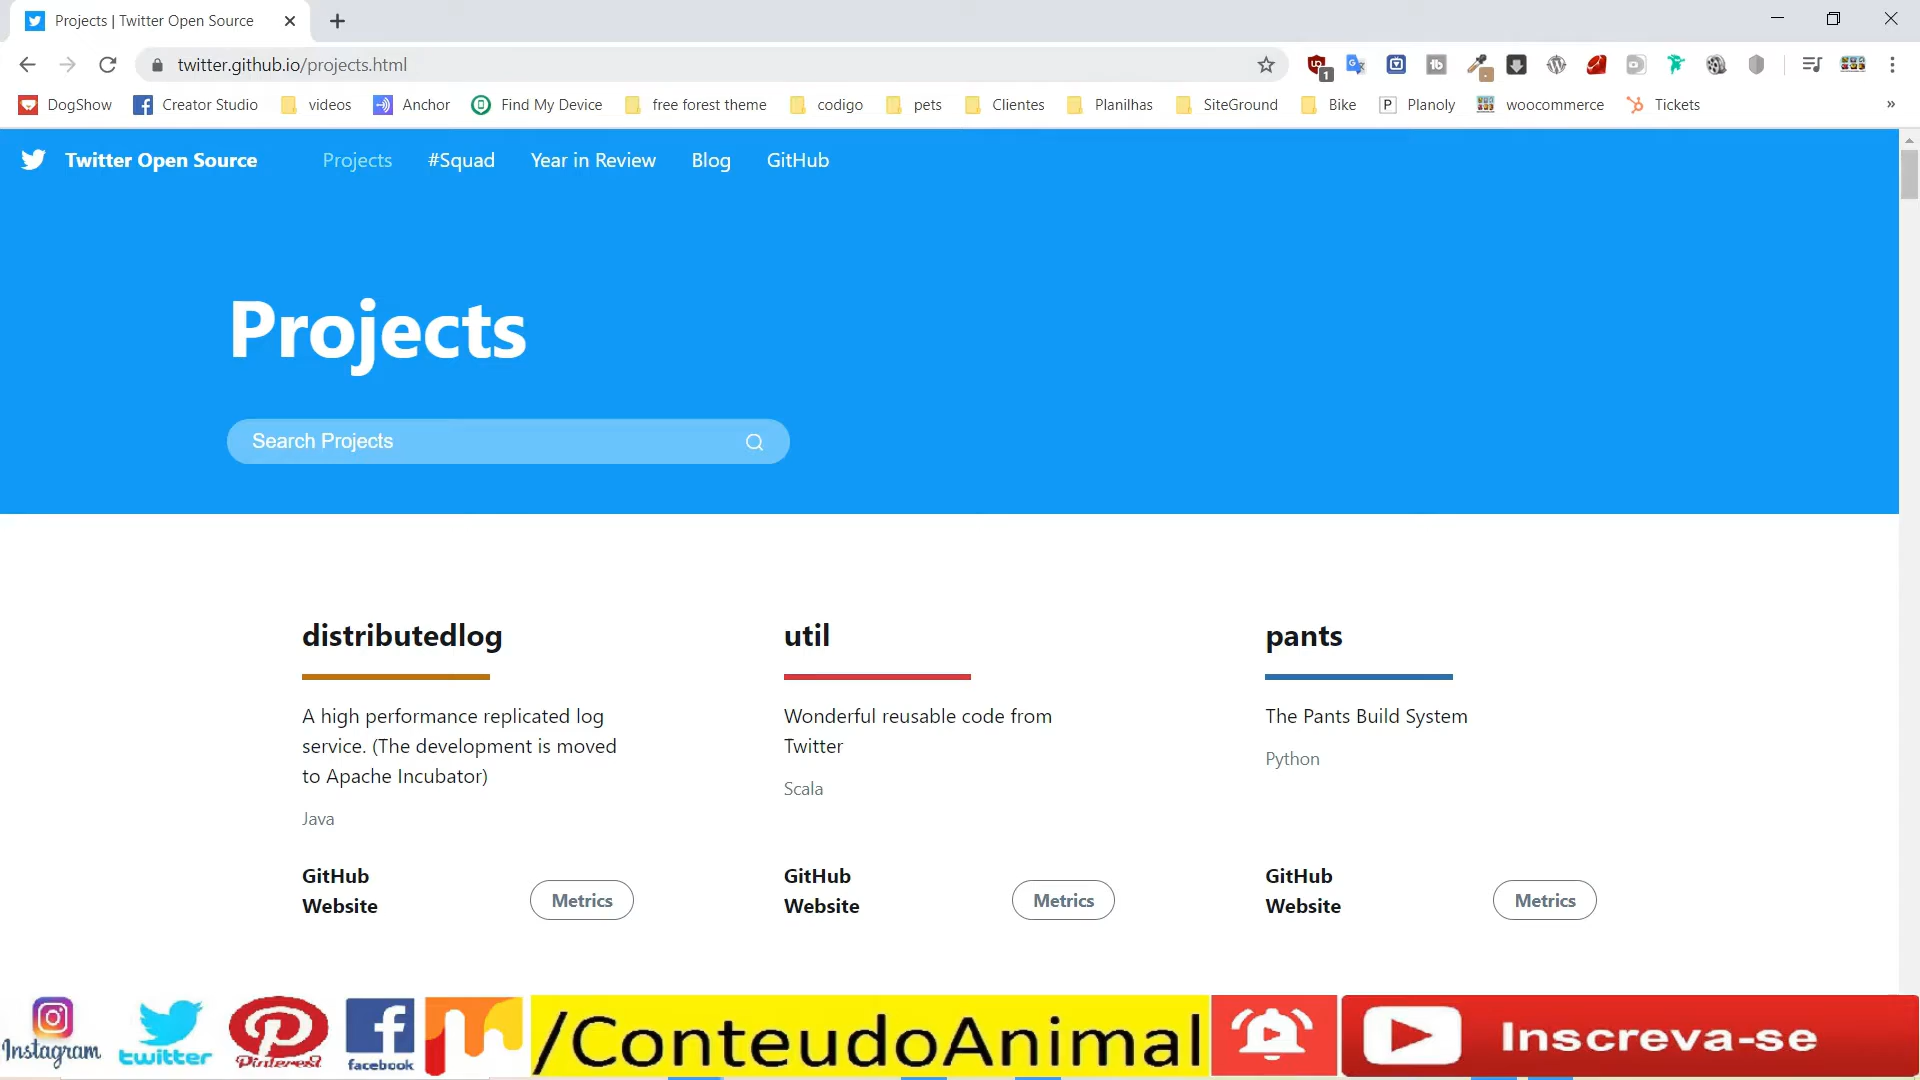 Projects | Twitter Open Source
twitter.github.io/projects.html
1
DogShow Creator Studio videos Anchor Find My Device free forest theme codigo pets Clientes Planilhas SiteGround Bike P Planoly woocommerce Tickets »
Twitter Open Source Projects #Squad Year in Review Blog GitHub
Projects
Search Projects
distributedlog
A high performance replicated log
service. (The development is moved
to Apache Incubator)
Java
GitHub
Website
Metrics
util
Wonderful reusable code from
Twitter
Scala
GitHub
Website
Metrics
pants
The Pants Build System
Python
GitHub
Website
Metrics
Instagram twitter Pinterest facebook /ConteudoAnimal Inscreva-se